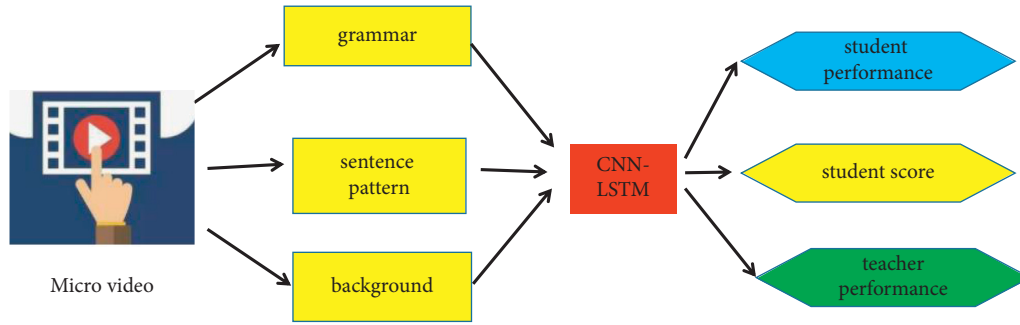 grammar
sentence
pattern
background
Micro video
CNN-
LSTM
student
performance
student score
teacher
performance